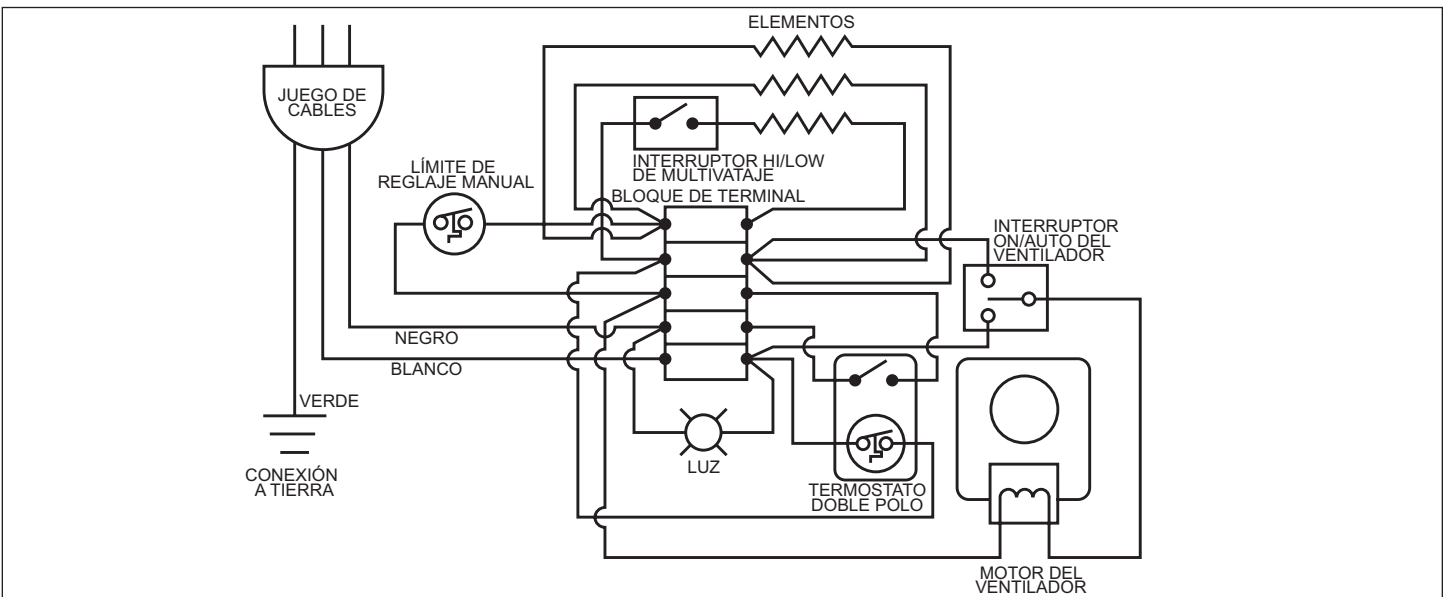 ELEMENTOS
JUEGO DE
CABLES
LÍMITE DE
REGLAJE MANUAL
INTERRUPTOR HI/LOW
DE MULTIVATAJE
BLOQUE DE TERMINAL
INTERRUPTOR
ON/AUTO DEL
VENTILADOR
NEGRO
BLANCO
VERDE
CONEXIÓN
A TIERRA
LUZ
TERMOSTATO
DOBLE POLO
MOTOR DEL
VENTILADOR